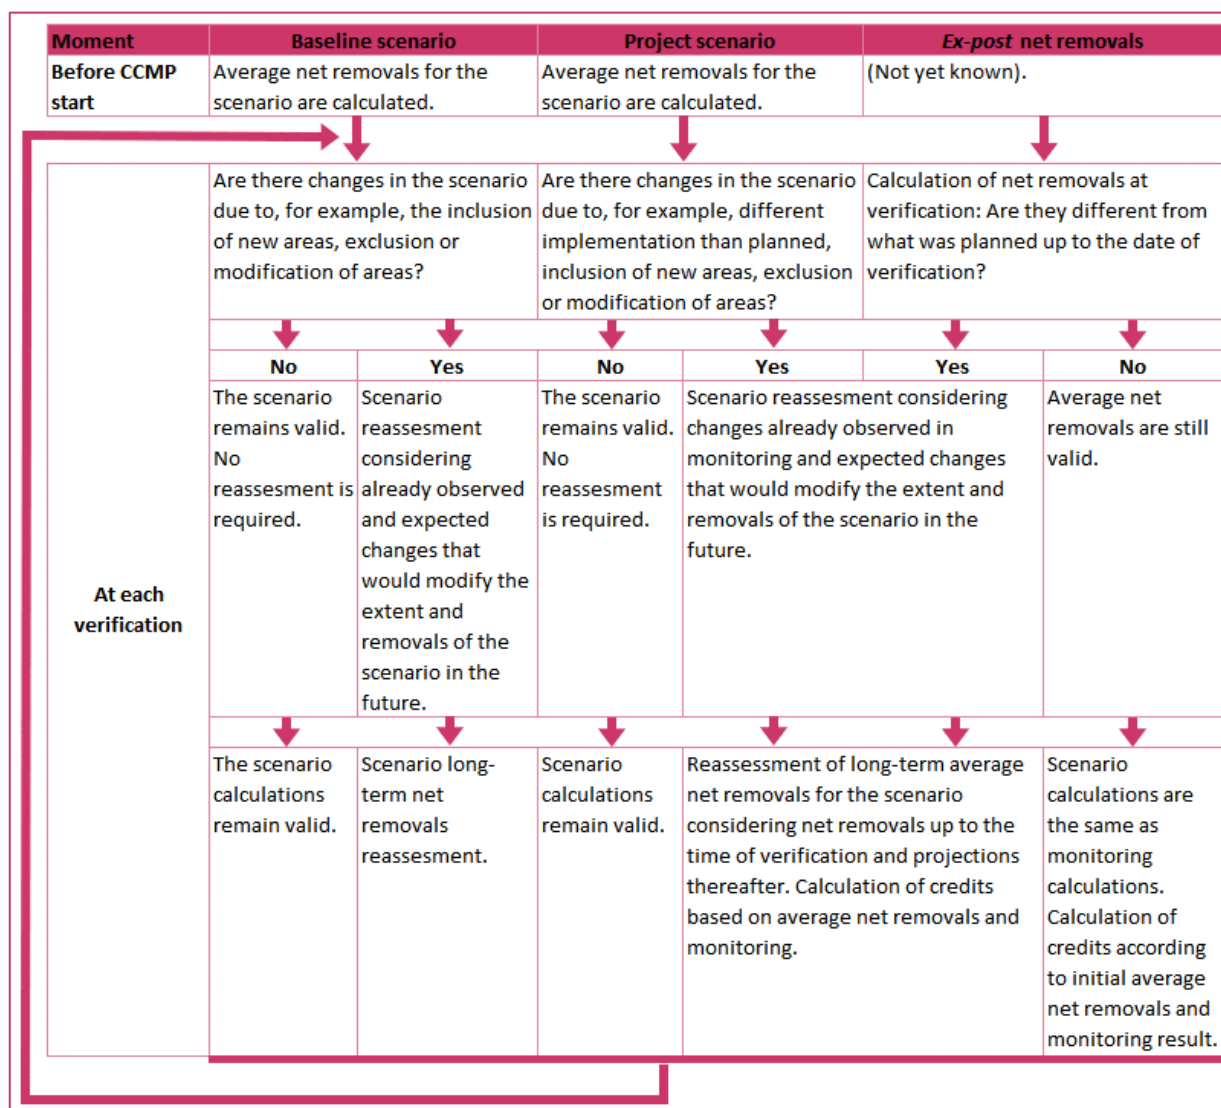 Moment
Baseline scenario
Project scenario
Ex-post net removals
Before CCMP
start
Average net removals for the
scenario are calculated.
Average net removals for the
scenario are calculated.
(Not yet known).
At each
verification
Are there changes in the scenario
due to, for example, the inclusion
of new areas, exclusion or
modification of areas?
Are there changes in the scenario
due to, for example, different
implementation than planned,
inclusion of new areas, exclusion
or modification of areas?
Calculation of net removals at
verification: Are they different from
what was planned up to the date of
verification?
No
Yes
No
Yes
Yes
No
The scenario
remains valid.
No
reassesment is
required.
Scenario
reassesment
considering
already observed
and expected
changes that
would modify the
extent and
removals of the
scenario in the
future.
The scenario
remains valid.
No
reassesment
is required.
Scenario reassesment considering
changes already observed in
monitoring and expected changes
that would modify the extent and
removals of the scenario in the
future.
Average net
removals are still
valid.
The scenario
calculations
remain valid.
Scenario long-
term net
removals
reassesment.
Scenario
calculations
remain valid.
Reassessment of long-term average
net removals for the scenario
considering net removals up to the
time of verification and projections
thereafter. Calculation of credits
based on average net removals and
monitoring.
Scenario
calculations are
the same as
monitoring
calculations.
Calculation of
credits according
to initial average
net removals and
monitoring result.